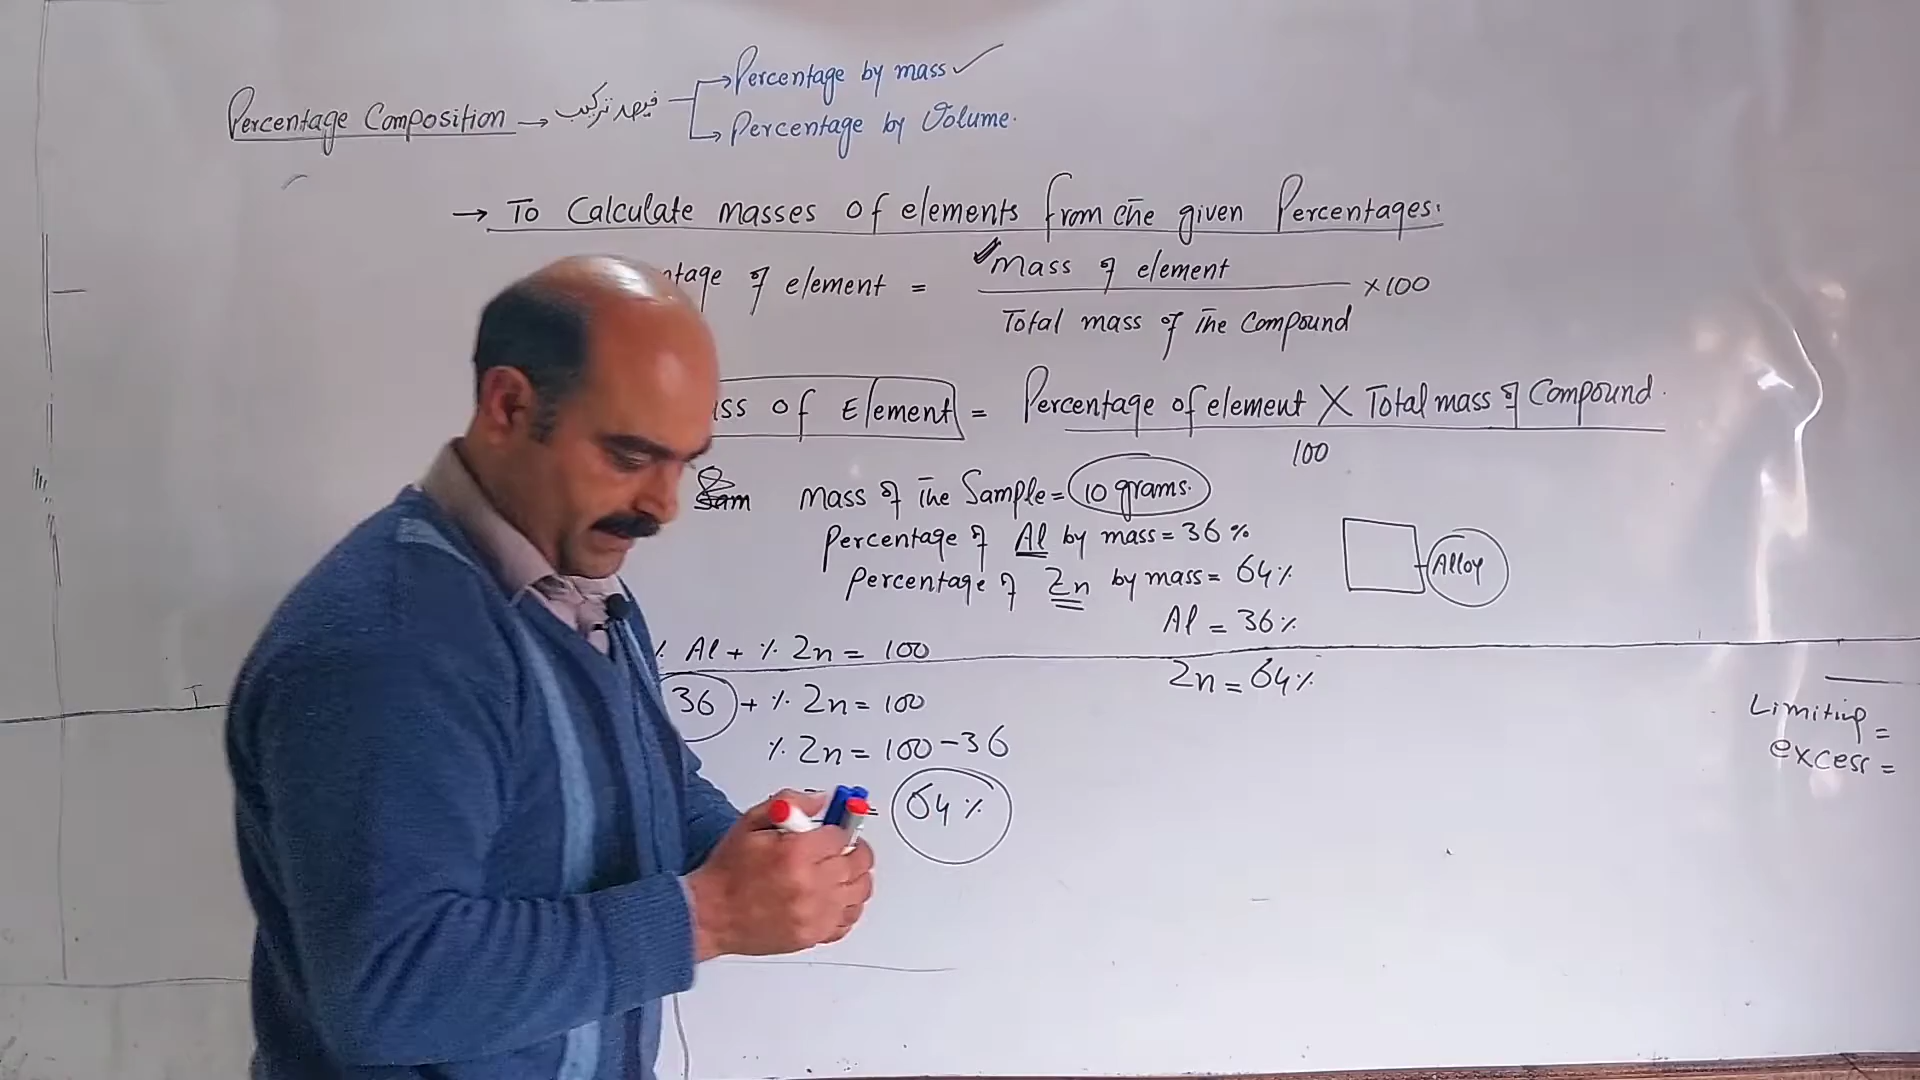 Percentage Composition → فیصد ترکیب
→ Percentage by mass ✓
→ Percentage by Volume.
→ To Calculate masses of elements from the given Percentages.
ntage of element = Mass of element / Total mass of the Compound × 100
ss of Element = Percentage of element X Total mass of Compound. / 100
Mass of the Sample = 10 grams.
Percentage of Al by mass = 36 %
Percentage of Zn by mass = 64 %
Alloy
Al = 36 %
Zn = 64 %
% Al + % Zn = 100
36 + % Zn = 100
% Zn = 100 - 36
= 64 %
Limiting =
excess =